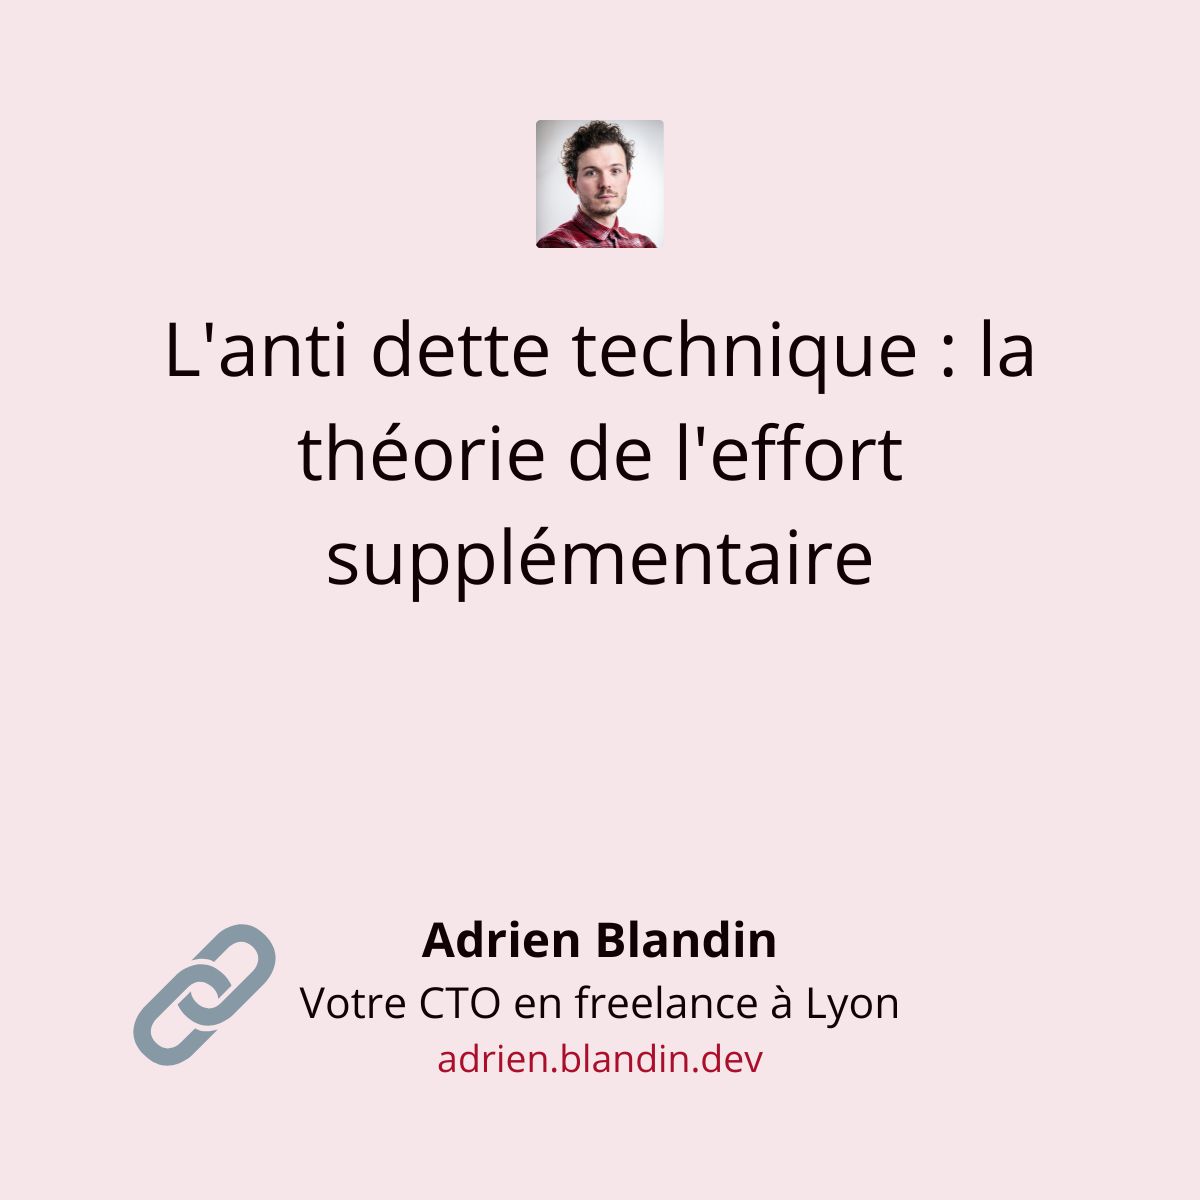 L'anti dette technique : la
théorie de l'effort
supplémentaire
Adrien Blandin
Votre CTO en freelance à Lyon
adrien.blandin.dev